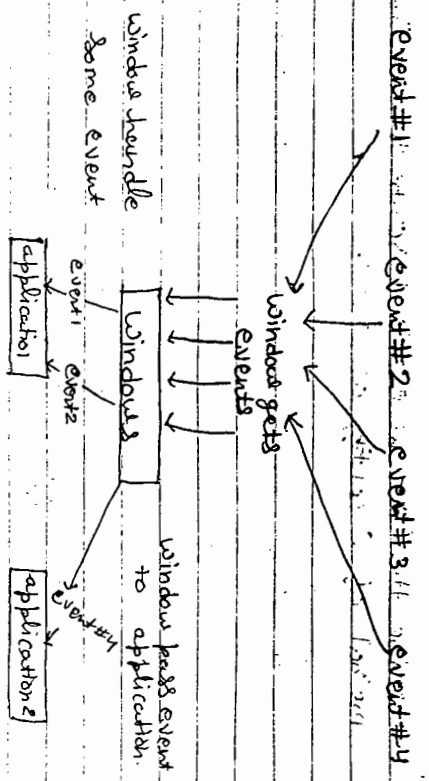 event#1 event#2 event#3 event#4
Window gets
events
Window handle
some event
Windows
Window pass event
to application.
event1 event2 event#4
application1 application2